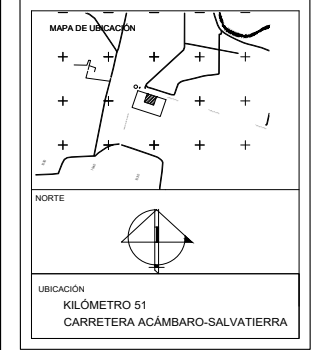 MAPA DE UBICACIÓN
NORTE
UBICACIÓN
KILÓMETRO 51
CARRETERA ACÁMBARO-SALVATIERRA